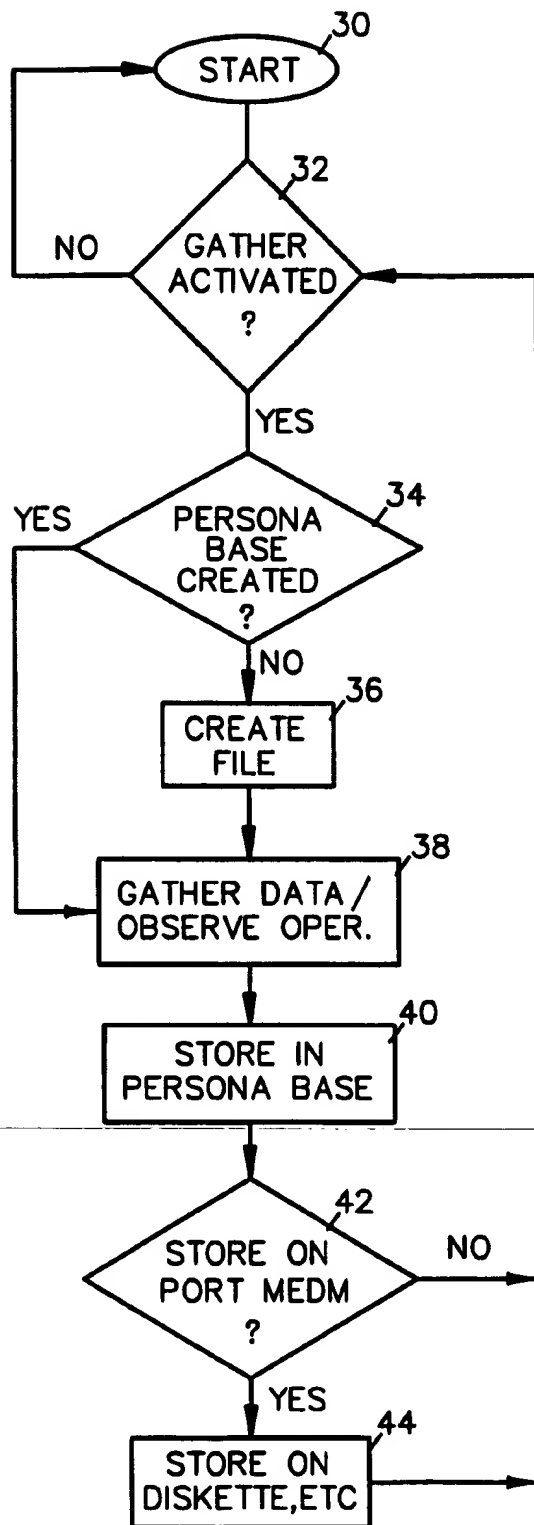 30
START
32
GATHER
ACTIVATED
?
NO
YES
34
YES
PERSONA
BASE
CREATED
?
NO
36
CREATE
FILE
38
GATHER DATA/
OBSERVE OPER.
40
STORE IN
PERSONA BASE
42
STORE ON
PORT MEDM
?
NO
YES
44
STORE ON
DISKETTE,ETC